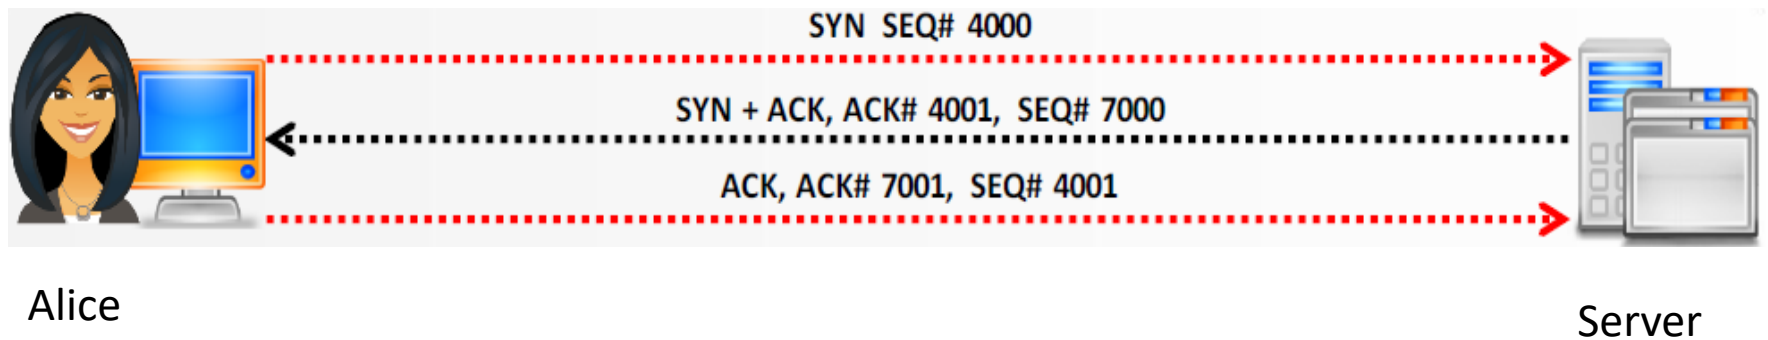 SYN SEQ# 4000
SYN + ACK, ACK# 4001, SEQ# 7000
ACK, ACK# 7001, SEQ# 4001
Alice
Server